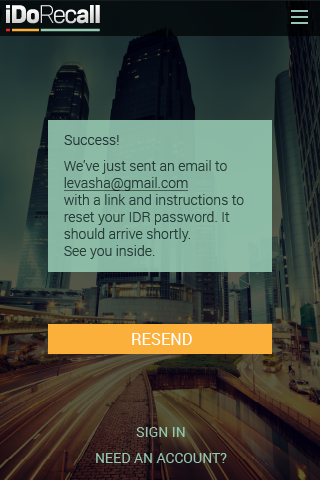 iDoRecall
Success!
We've just sent an email to
levasha@gmail.com
with a link and instructions to
reset your IDR password. It
should arrive shortly.
See you inside.
RESEND
SIGN IN
NEED AN ACCOUNT?